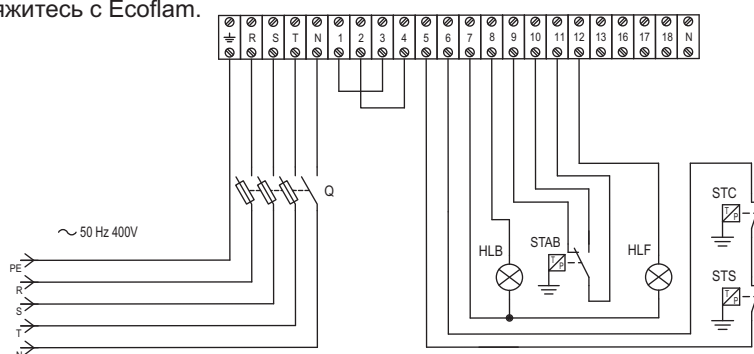 яжитесь с Ecoflam.
R S T N 1 2 3 4 5 6 7 8 9 10 11 12 13 16 17 18 N
Q
50 Hz 400V
STC
T P
HLB STAB HLF
T P
PE
STS
R
T P
S
T
N